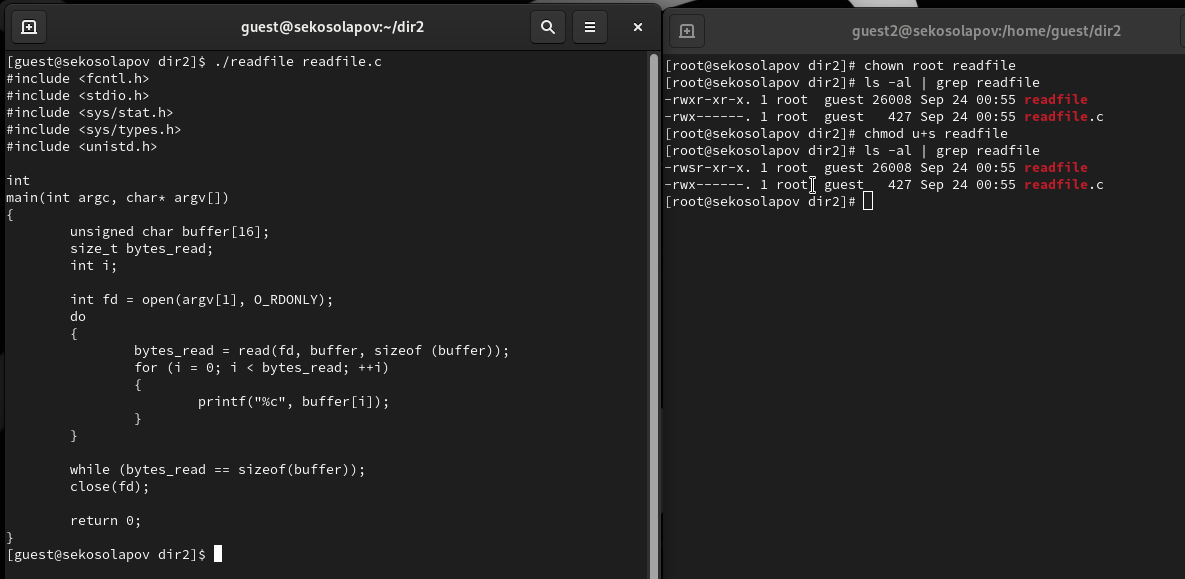 guest@sekosolapov:~/dir2
[guest@sekosolapov dir2]$ ./readfile readfile.c
#include <fcntl.h>
#include <stdio.h>
#include <sys/stat.h>
#include <sys/types.h>
#include <unistd.h>
int
main(int argc, char* argv[])
{
        unsigned char buffer[16];
        size_t bytes_read;
        int i;
        int fd = open(argv[1], O_RDONLY);
        do
        {
                bytes_read = read(fd, buffer, sizeof (buffer));
                for (i = 0; i < bytes_read; ++i)
                {
                        printf("%c", buffer[i]);
                }
        }
        while (bytes_read == sizeof(buffer));
        close(fd);
        return 0;
}
[guest@sekosolapov dir2]$
guest2@sekosolapov:/home/guest/dir2
[root@sekosolapov dir2]# chown root readfile
[root@sekosolapov dir2]# ls -al | grep readfile
-rwxr-xr-x. 1 root  guest 26008 Sep 24 00:55 readfile
-rwx------. 1 root  guest   427 Sep 24 00:55 readfile.c
[root@sekosolapov dir2]# chmod u+s readfile
[root@sekosolapov dir2]# ls -al | grep readfile
-rwsr-xr-x. 1 root  guest 26008 Sep 24 00:55 readfile
-rwx------. 1 root  guest   427 Sep 24 00:55 readfile.c
[root@sekosolapov dir2]#